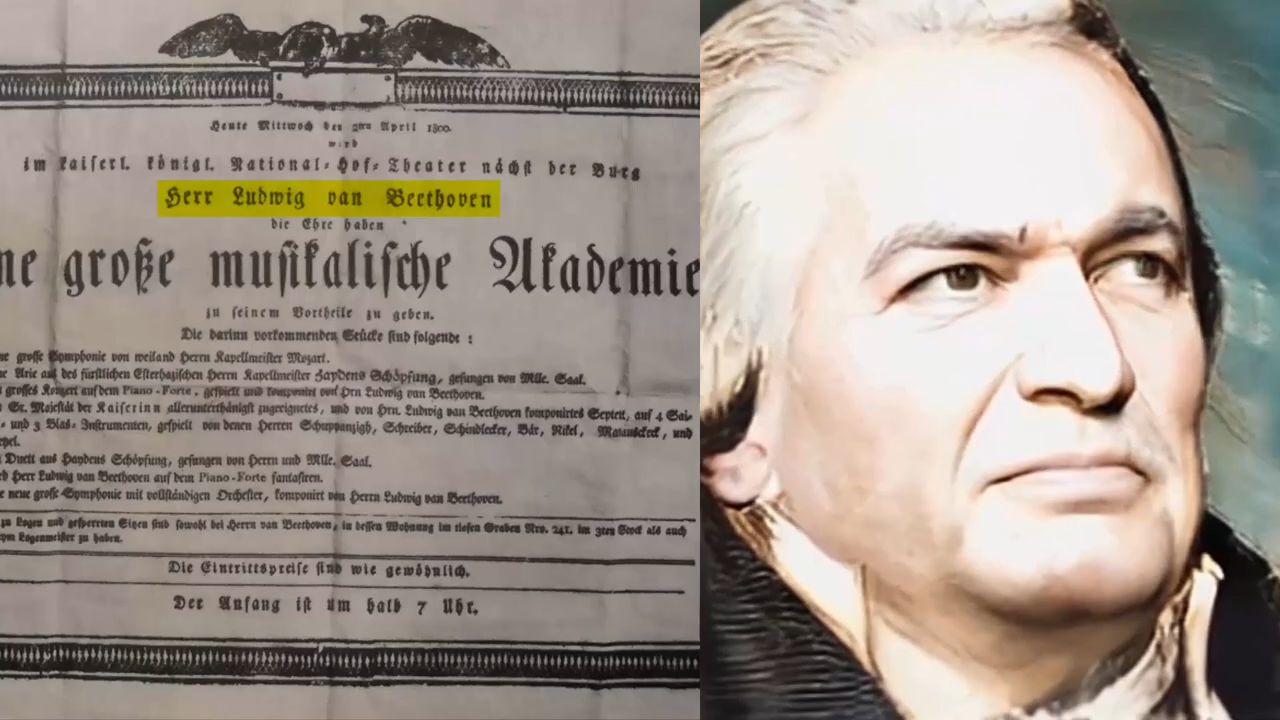 Heute Mittwoch den 2ten April 1800.
wird
im kaiserl. königl. National-Hof-Theater nächst der Burg
Herr Ludwig van Beethoven
die Ehre haben
ne große musikalische Akademie
zu seinem Vortheile zu geben.
Die darinn vorkommenden Stücke sind folgende :
ne grosse Symphonie von weiland Herrn Kapellmeister Mozart.
ne Arie aus des fürstlichen Esterhazischen Herrn Kapellmeister Haydens Schöpfung, gesungen von Mlle. Saal.
grosses Konzert auf dem Piano-Forte, gespielt und komponirt von Hrn Ludwig van Beethoven.
Sr. Majestät der Kaiserinn allerunterthänigst zugeeignetes, und von Hrn. Ludwig van Beethoven komponirtes Septett, auf 4 Sai-
und 3 Blas-Instrumenten, gespielt von denen Herren Schuppanzigh, Schreiber, Schindlecker, Bär, Nikel, Matauscheck, und
Duett aus Haydens Schöpfung, gesungen von Herrn und Mlle. Saal.
rd Herr Ludwig van Beethoven auf dem Piano-Forte fantasiren.
e neue große Symphonie mit vollständigen Orchester, komponirt von Herrn Ludwig van Beethoven.
zu Logen und gesperrten Sitzen sind sowohl bei Herrn van Beethoven, in dessen Wohnung im tiefen Graben Nro. 241. im 3ten Stock als auch
Logenmeister zu haben.
Die Eintrittspreise sind wie gewöhnlich.
Der Anfang ist um halb 7 Uhr.